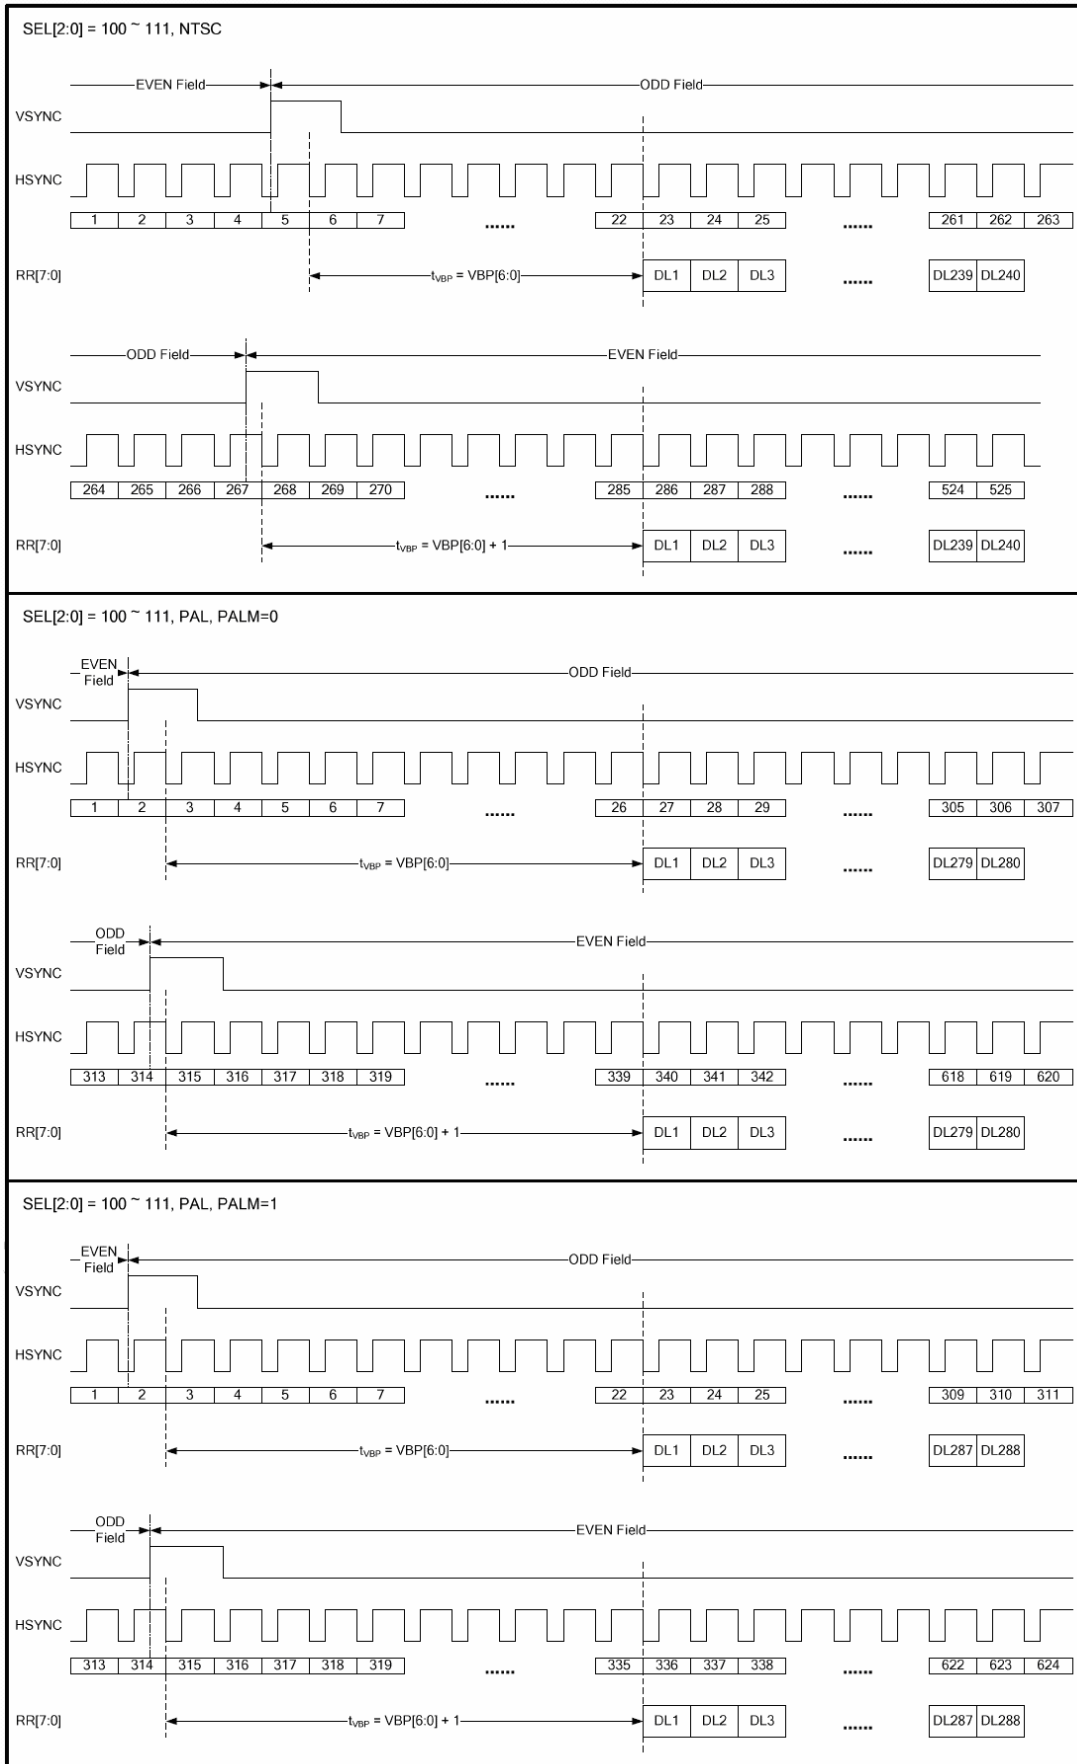 SEL[2:0] = 100 ~ 111, NTSC
EVEN Field ODD Field
VSYNC
HSYNC
1 2 3 4 5 6 7 ...... 22 23 24 25 ...... 261 262 263
RR[7:0] tVBP = VBP[6:0] DL1 DL2 DL3 ...... DL239 DL240
ODD Field EVEN Field
VSYNC
HSYNC
264 265 266 267 268 269 270 ...... 285 286 287 288 ...... 524 525
RR[7:0] tVBP = VBP[6:0] + 1 DL1 DL2 DL3 ...... DL239 DL240
SEL[2:0] = 100 ~ 111, PAL, PALM=0
EVEN Field ODD Field
VSYNC
HSYNC
1 2 3 4 5 6 7 ...... 26 27 28 29 ...... 305 306 307
RR[7:0] tVBP = VBP[6:0] DL1 DL2 DL3 ...... DL279 DL280
ODD Field EVEN Field
VSYNC
HSYNC
313 314 315 316 317 318 319 ...... 339 340 341 342 ...... 618 619 620
RR[7:0] tVBP = VBP[6:0] + 1 DL1 DL2 DL3 ...... DL279 DL280
SEL[2:0] = 100 ~ 111, PAL, PALM=1
EVEN Field ODD Field
VSYNC
HSYNC
1 2 3 4 5 6 7 ...... 22 23 24 25 ...... 309 310 311
RR[7:0] tVBP = VBP[6:0] DL1 DL2 DL3 ...... DL287 DL288
ODD Field EVEN Field
VSYNC
HSYNC
313 314 315 316 317 318 319 ...... 335 336 337 338 ...... 622 623 624
RR[7:0] tVBP = VBP[6:0] + 1 DL1 DL2 DL3 ...... DL287 DL288